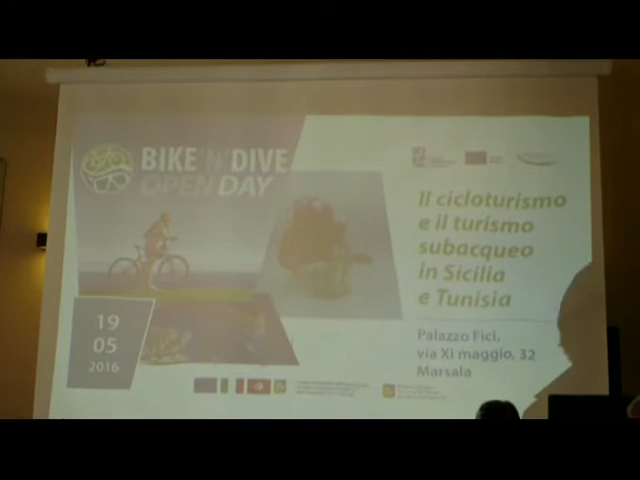 BIKE'N'DIVE
OPEN DAY
Il cicloturismo
e il turismo
subacqueo
in Sicilia
e Tunisia
19
05
2016
Palazzo Fici,
via XI maggio, 32
Marsala